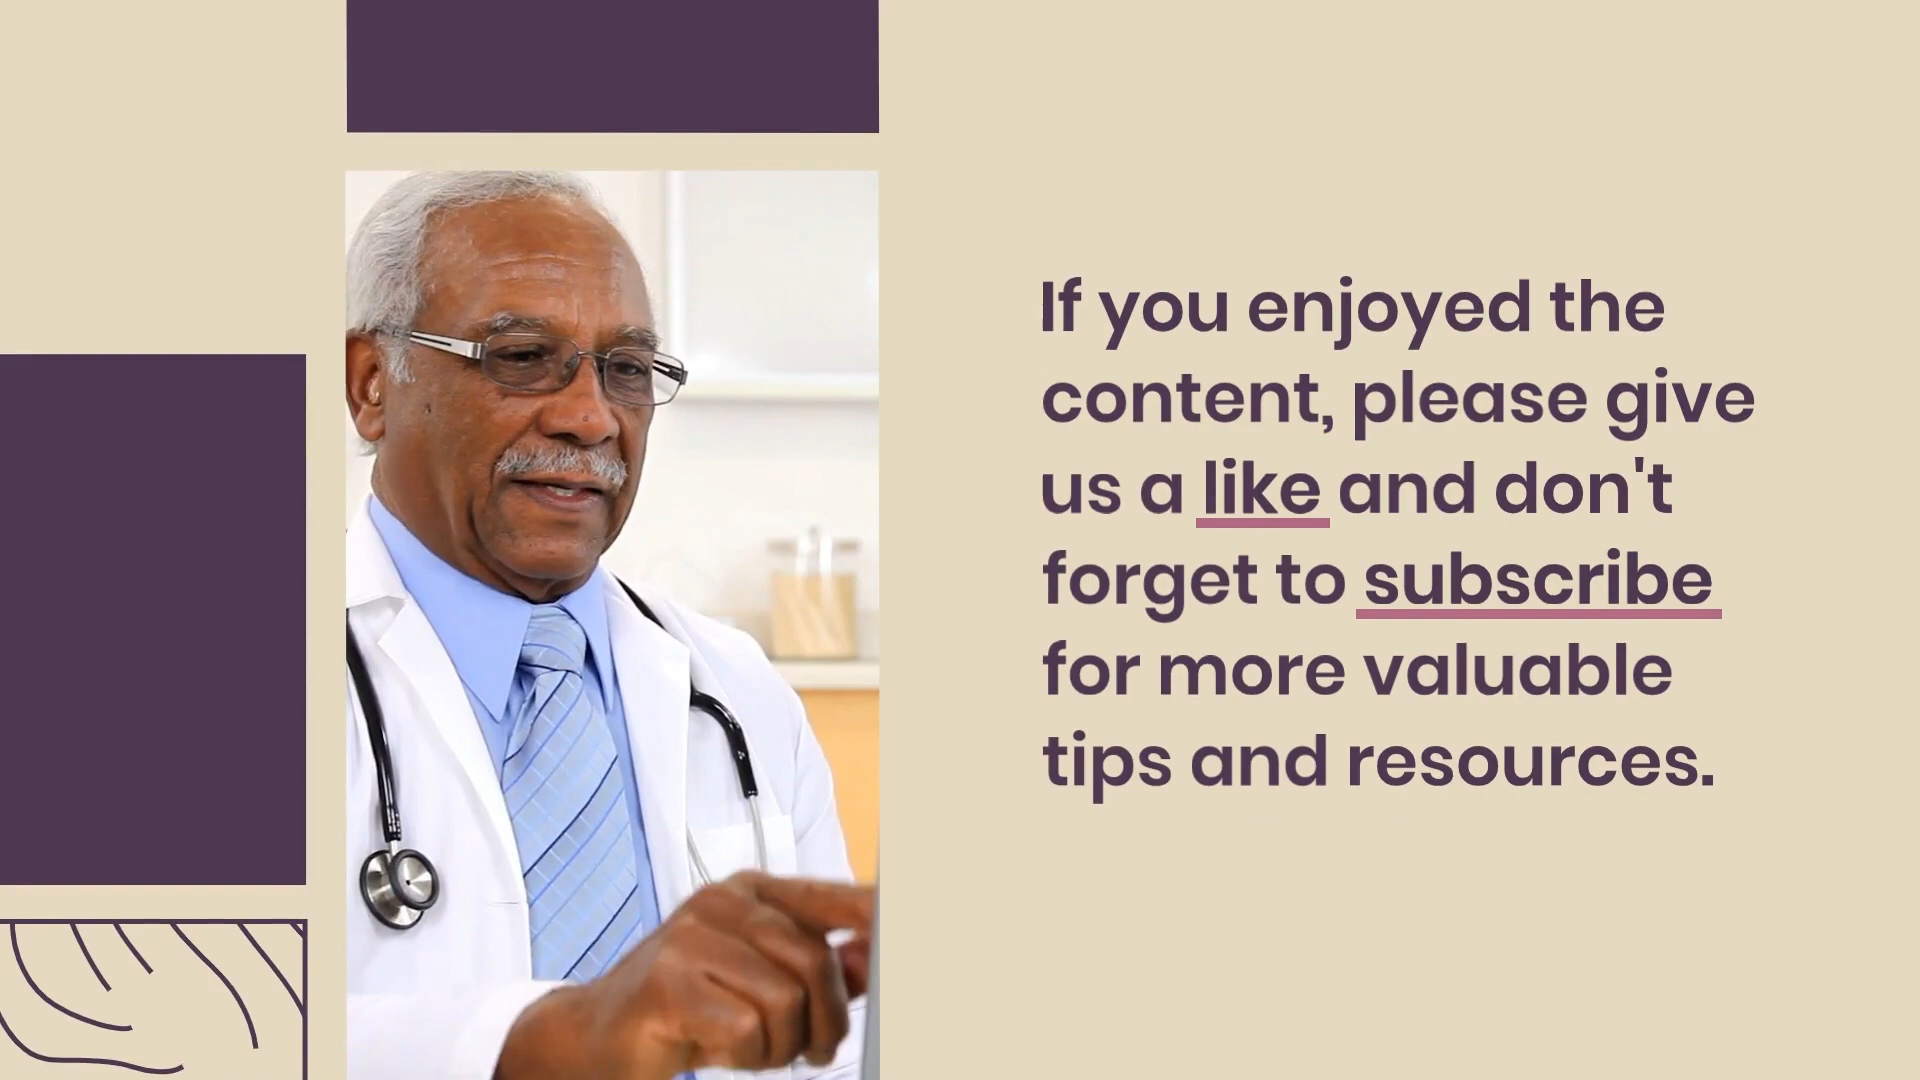 If you enjoyed the
content, please give
us a like and don't
forget to subscribe
for more valuable
tips and resources.